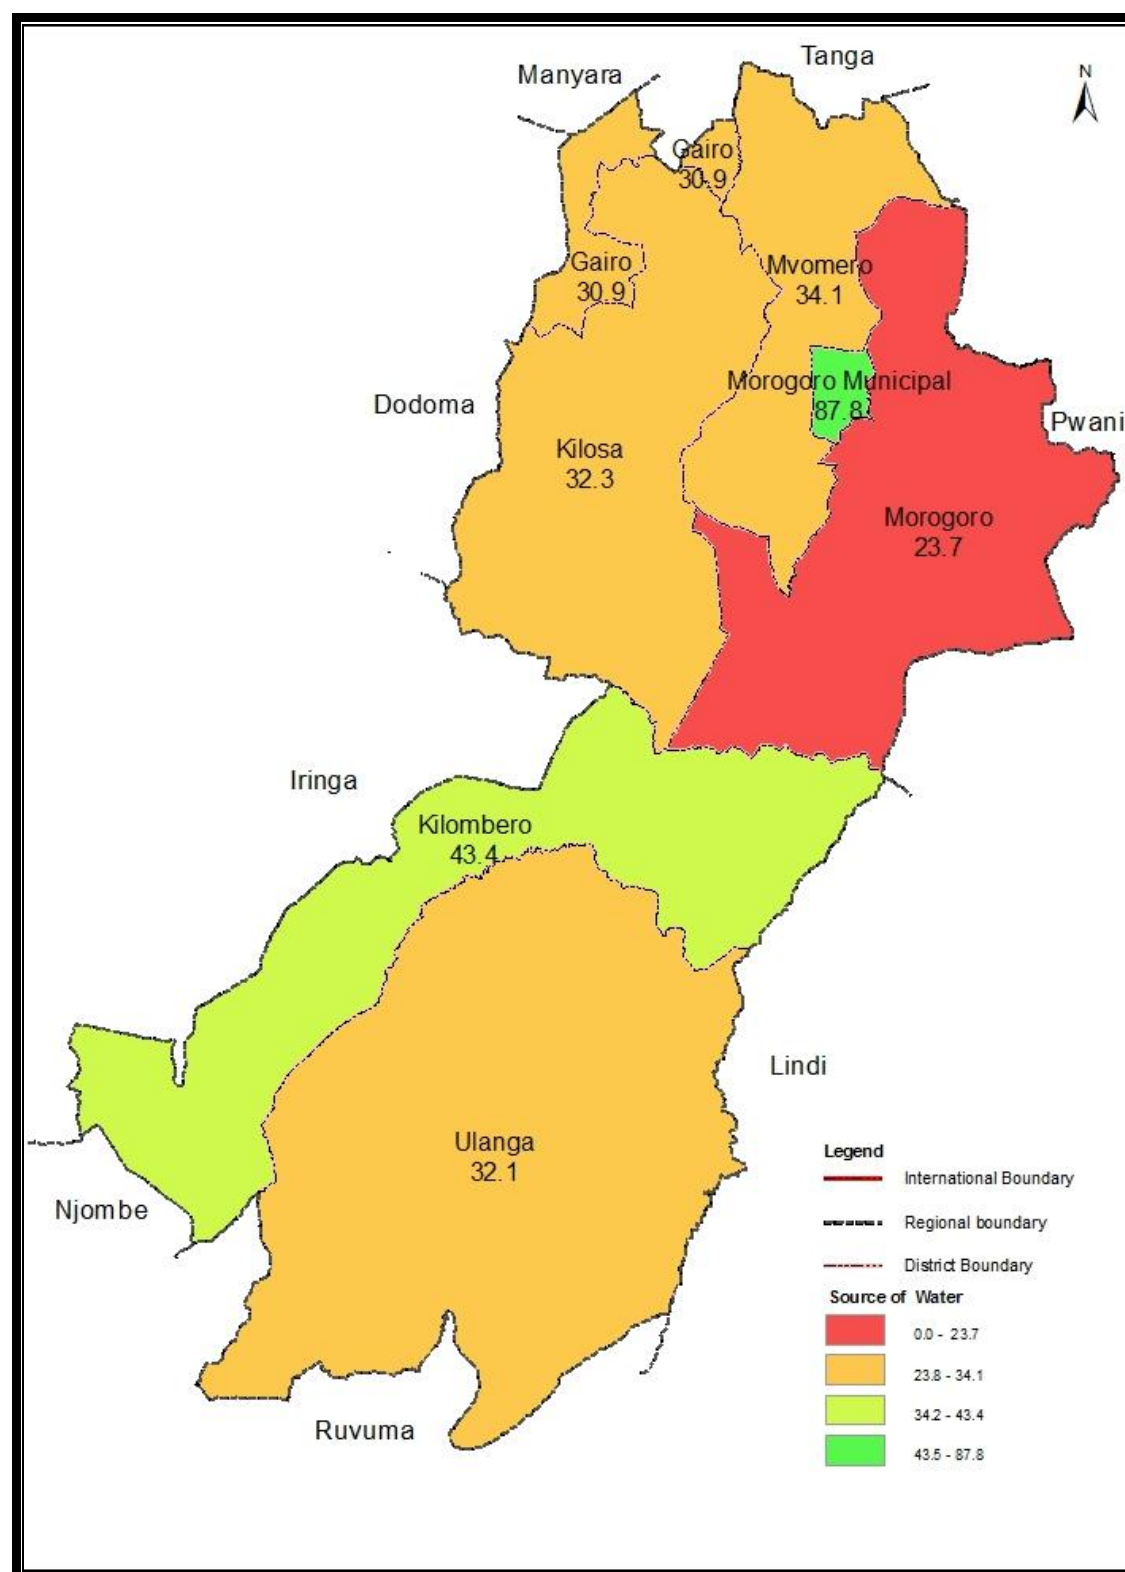 Manyara
Tanga
N
Gairo
30.9
Gairo
30.9
Mvomero
34.1
Dodoma
Morogoro Municipal
87.8
Pwani
Kilosa
32.3
Morogoro
23.7
Iringa
Kilombero
43.4
Lindi
Ulanga
32.1
Njombe
Ruvuma
Legend
International Boundary
Regional boundary
District Boundary
Source of Water
0.0 - 23.7
23.8 - 34.1
34.2 - 43.4
43.5 - 87.8